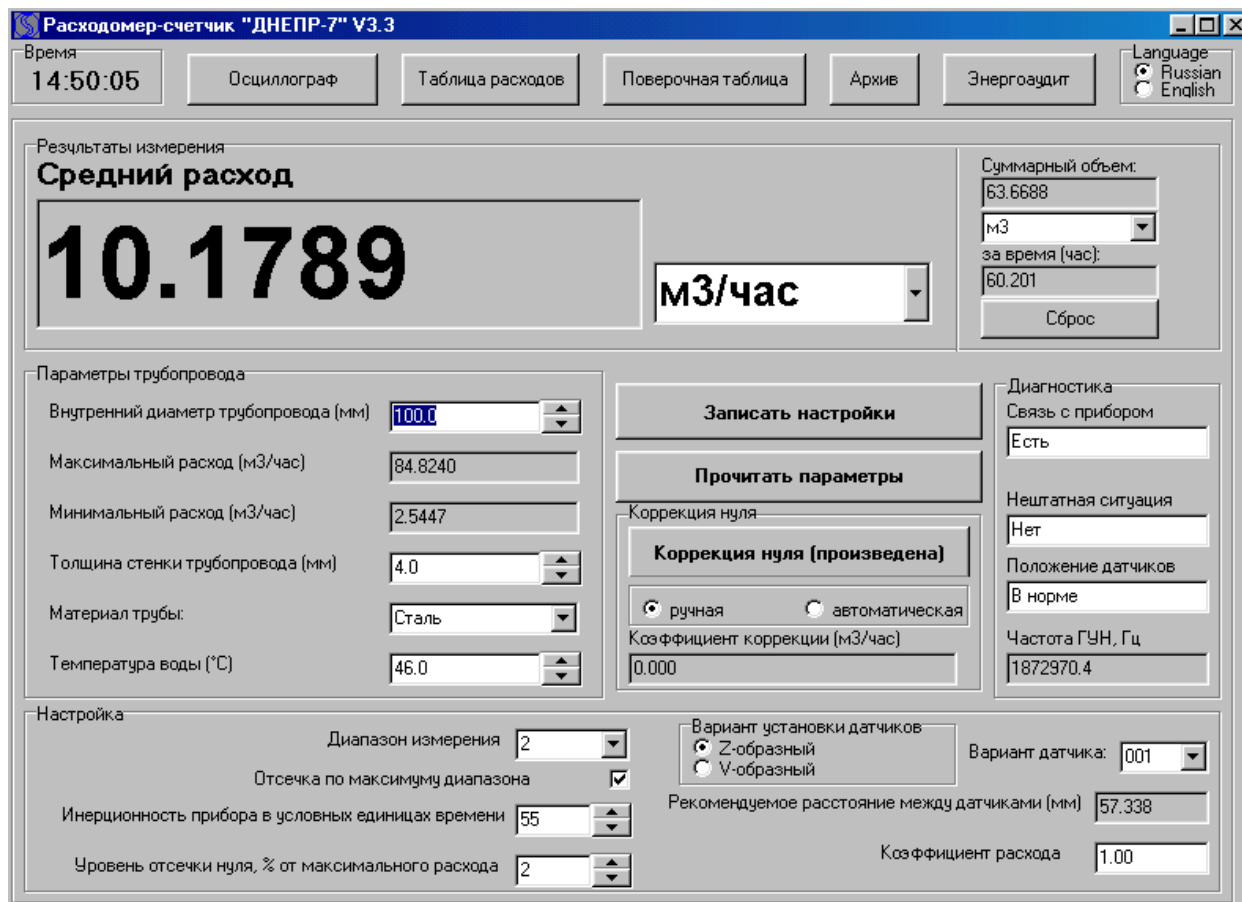 Расходомер-счетчик "ДНЕПР-7" V3.3
Время
14:50:05
Осциллограф
Таблица расходов
Поверочная таблица
Архив
Энергоаудит
Language
Russian
English
Результаты измерения
Средний расход
10.1789
м3/час
Суммарный объем:
63.6688
м3
за время (час):
60.201
Сброс
Параметры трубопровода
Внутренний диаметр трубопровода (мм) 100.0
Максимальный расход (м3/час) 84.8240
Минимальный расход (м3/час) 2.5447
Толщина стенки трубопровода (мм) 4.0
Материал трубы: Сталь
Температура воды (°C) 46.0
Записать настройки
Прочитать параметры
Коррекция нуля
Коррекция нуля (произведена)
ручная автоматическая
Коэффициент коррекции (м3/час)
0.000
Диагностика
Связь с прибором
Есть
Нештатная ситуация
Нет
Положение датчиков
В норме
Частота ГУН, Гц
1872970.4
Настройка
Диапазон измерения 2
Отсечка по максимуму диапазона
Инерционность прибора в условных единицах времени 55
Уровень отсечки нуля, % от максимального расхода 2
Вариант установки датчиков
Z-образный
V-образный
Вариант датчика: 001
Рекомендуемое расстояние между датчиками (мм) 57.338
Коэффициент расхода 1.00